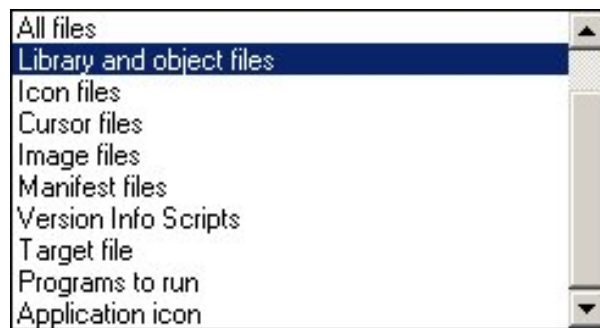 All files
Library and object files
Icon files
Cursor files
Image files
Manifest files
Version Info Scripts
Target file
Programs to run
Application icon